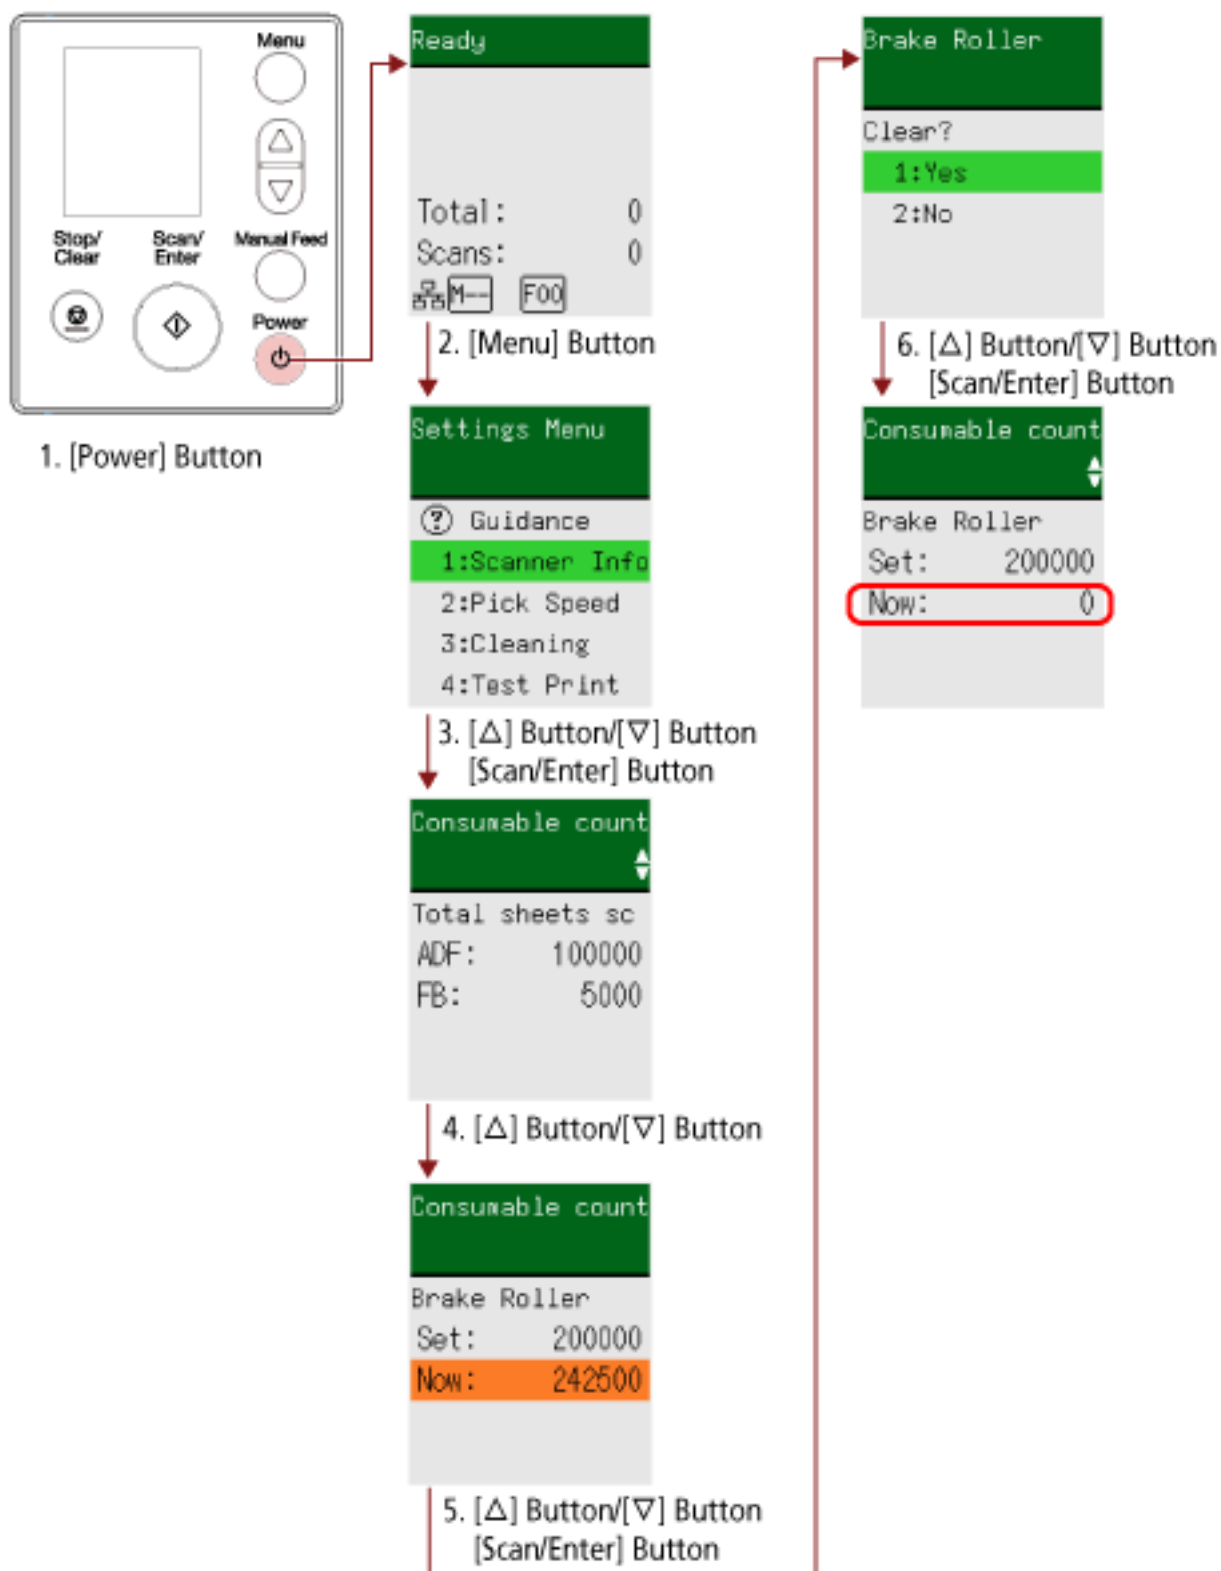 Menu
Stop/
Clear
Scan/
Enter
Manual Feed
Power
1. [Power] Button
Ready
Total: 0
Scans: 0
M-- F00
2. [Menu] Button
Settings Menu
? Guidance
1:Scanner Info
2:Pick Speed
3:Cleaning
4:Test Print
3. [△] Button/[▽] Button
[Scan/Enter] Button
Consumable count
Total sheets sc
ADF: 100000
FB: 5000
4. [△] Button/[▽] Button
Consumable count
Brake Roller
Set: 200000
Now: 242500
5. [△] Button/[▽] Button
[Scan/Enter] Button
Brake Roller
Clear?
1:Yes
2:No
6. [△] Button/[▽] Button
[Scan/Enter] Button
Consumable count
Brake Roller
Set: 200000
Now: 0